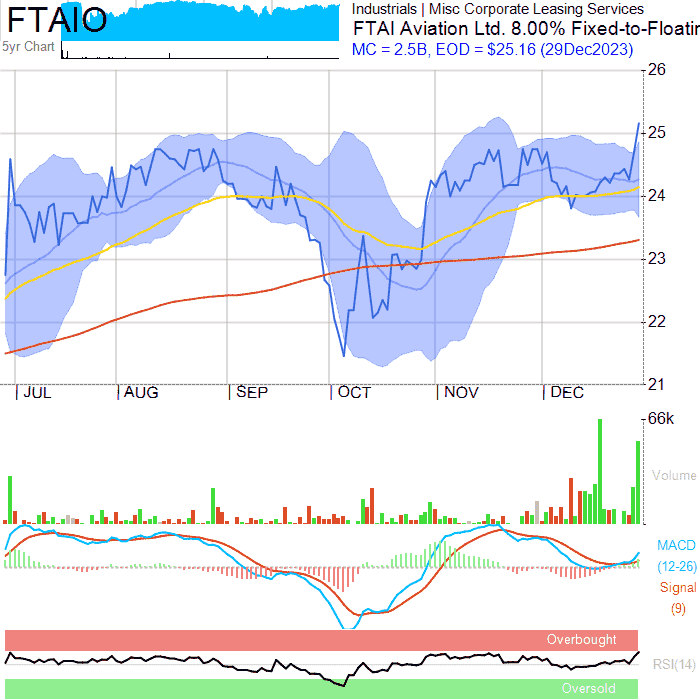 FTAIO
5yr Chart
Industrials | Misc Corporate Leasing Services
FTAI Aviation Ltd. 8.00% Fixed-to-Floatin
MC = 2.5B, EOD = $25.16 (29Dec2023)
26
25
24
23
22
21
JUL AUG SEP OCT NOV DEC
66k
Volume
MACD
(12-26)
Signal
(9)
Overbought
RSI(14)
Oversold